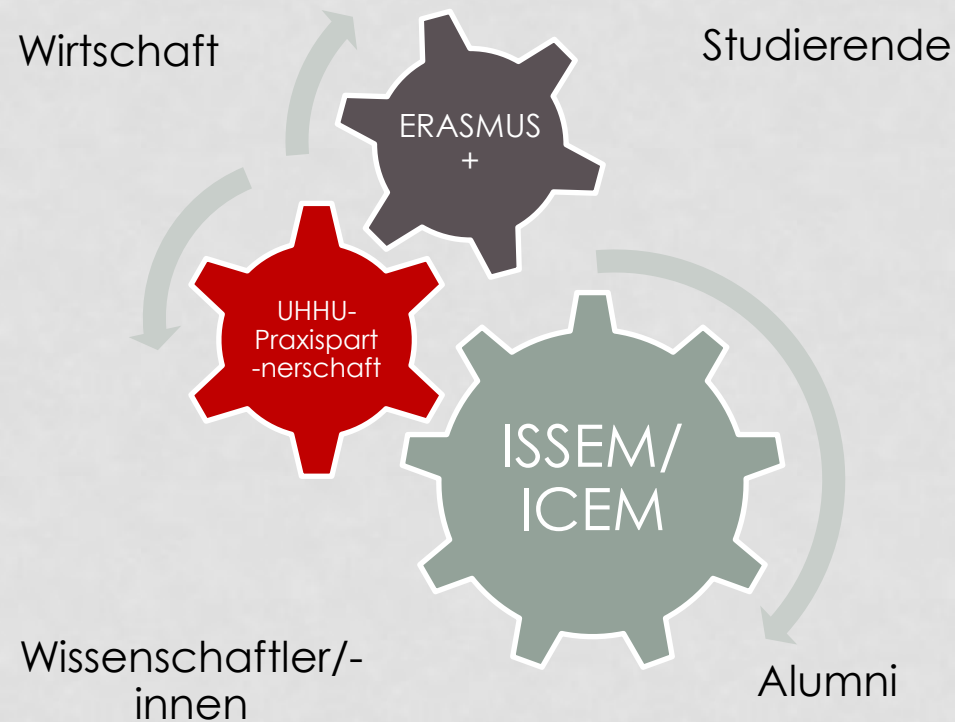 Wirtschaft
Studierende
ERASMUS
+
UHHU-
Praxispart
-nerschaft
ISSEM/
ICEM
Wissenschaftler/-
innen
Alumni